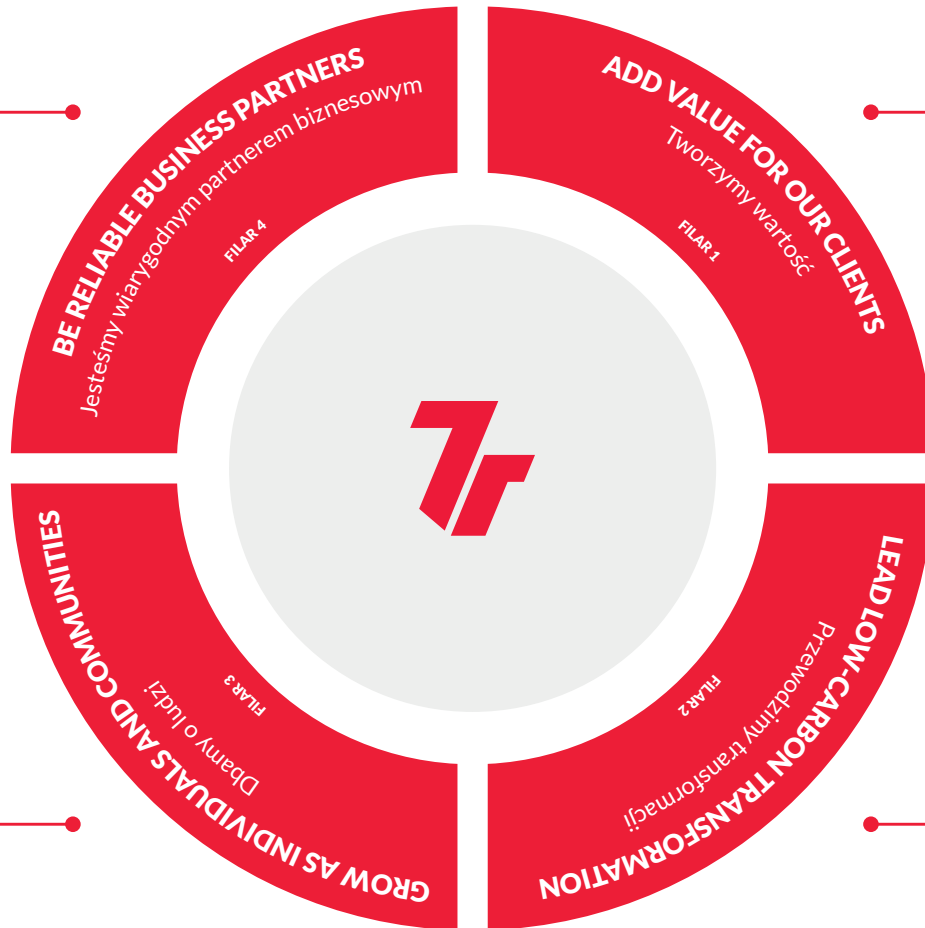 ADD VALUE FOR OUR CLIENTS
Tworzymy wartość
FILAR 1
LEAD LOW-CARBON TRANSFORMATION
Przewodzimy transformacji
FILAR 2
GROW AS INDIVIDUALS AND COMMUNITIES
Dbamy o ludzi
FILAR 3
BE RELIABLE BUSINESS PARTNERS
Jesteśmy wiarygodnym partnerem biznesowym
FILAR 4
7r